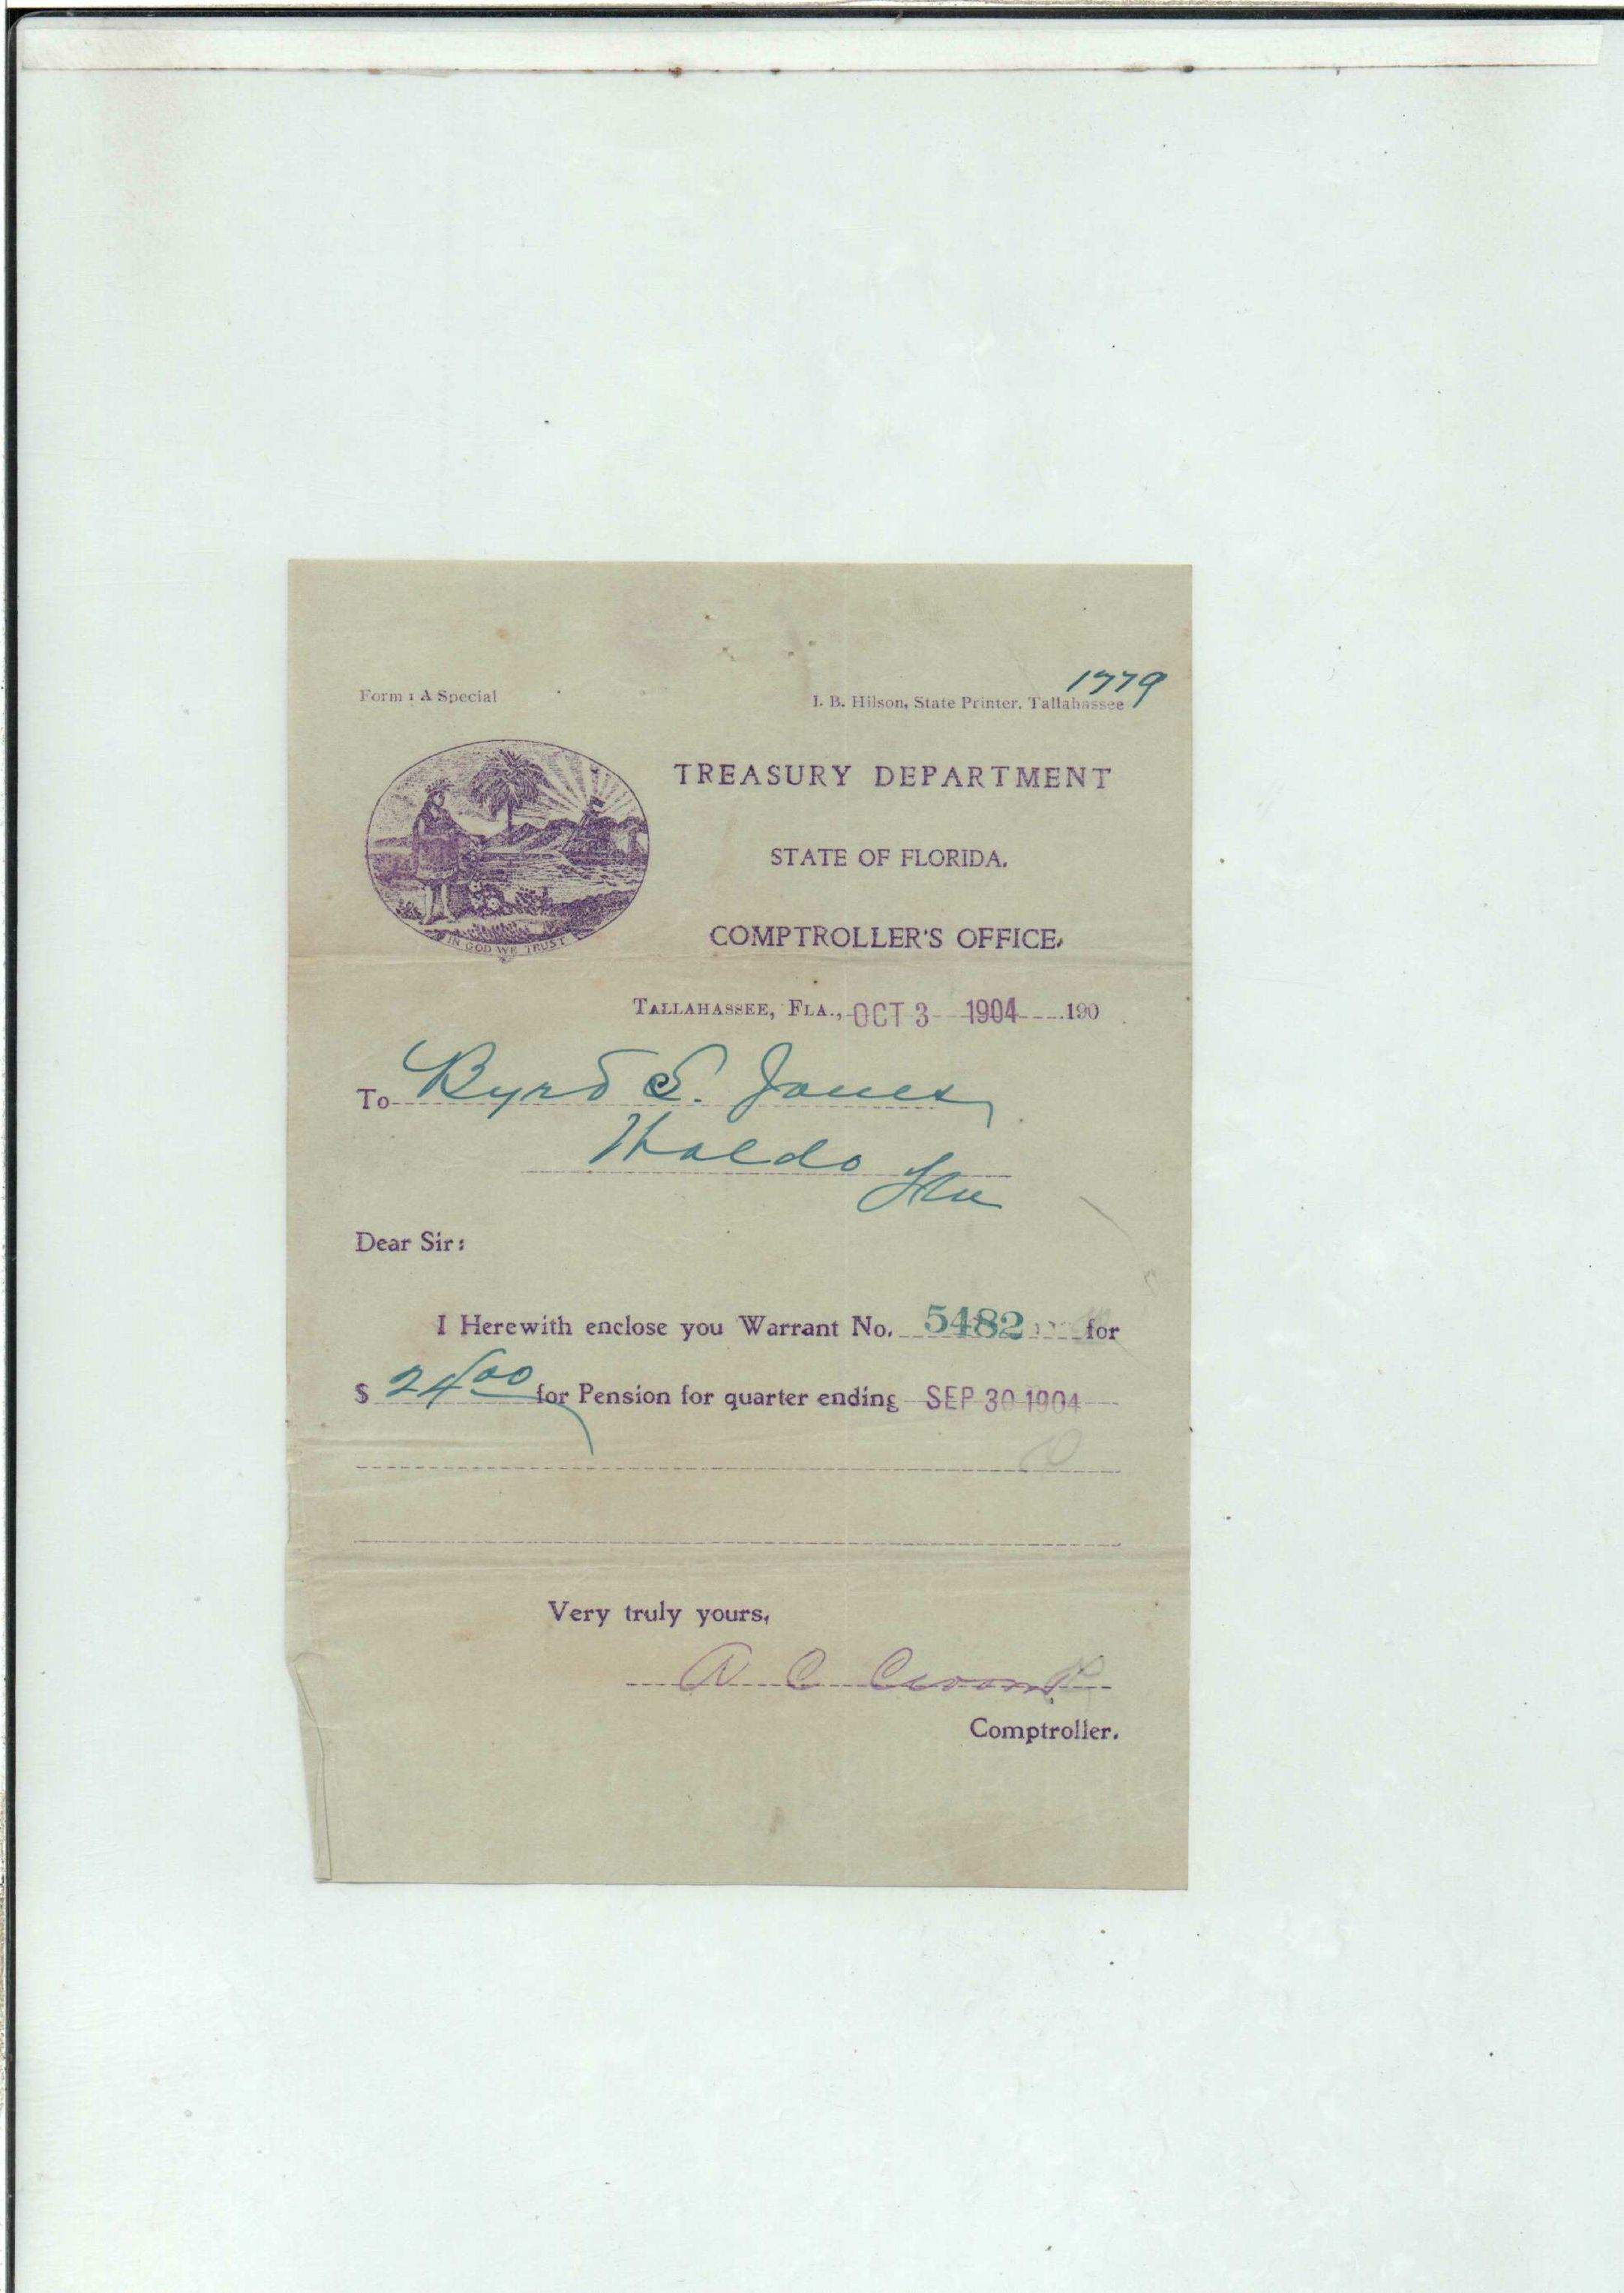 1779
Form 1 A Special
I. B. Hilson, State Printer, Tallahassee
TREASURY DEPARTMENT
STATE OF FLORIDA.
COMPTROLLER'S OFFICE.
IN GOD WE TRUST
TALLAHASSEE, FLA., OCT 3 1904 190
To Byrd S. Jones,
Waldo Fla
Dear Sir:
I Herewith enclose you Warrant No. 5482 for
$ 24.00 for Pension for quarter ending SEP 30 1904
Very truly yours,
A C Croom
Comptroller.